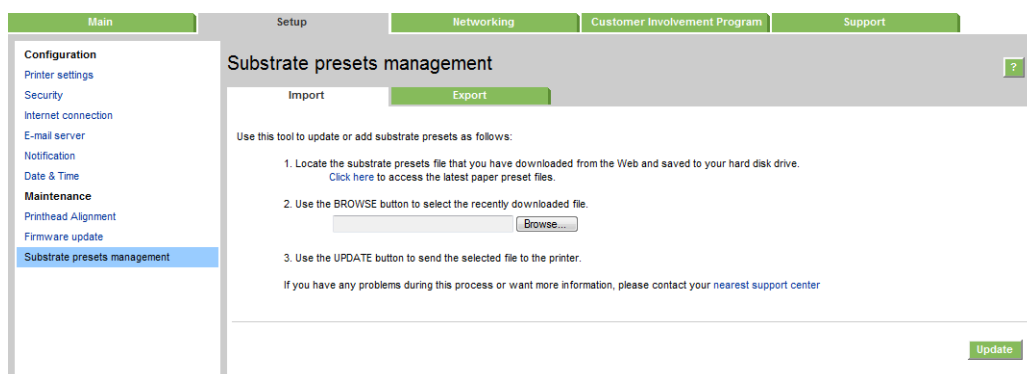 Main
Setup
Networking
Customer Involvement Program
Support
Configuration
Printer settings
Security
Internet connection
E-mail server
Notification
Date & Time
Maintenance
Printhead Alignment
Firmware update
Substrate presets management
Substrate presets management
?
Import
Export
Use this tool to update or add substrate presets as follows:
1. Locate the substrate presets file that you have downloaded from the Web and saved to your hard disk drive.
Click here to access the latest paper preset files.
2. Use the BROWSE button to select the recently downloaded file.
Browse...
3. Use the UPDATE button to send the selected file to the printer.
If you have any problems during this process or want more information, please contact your nearest support center
Update